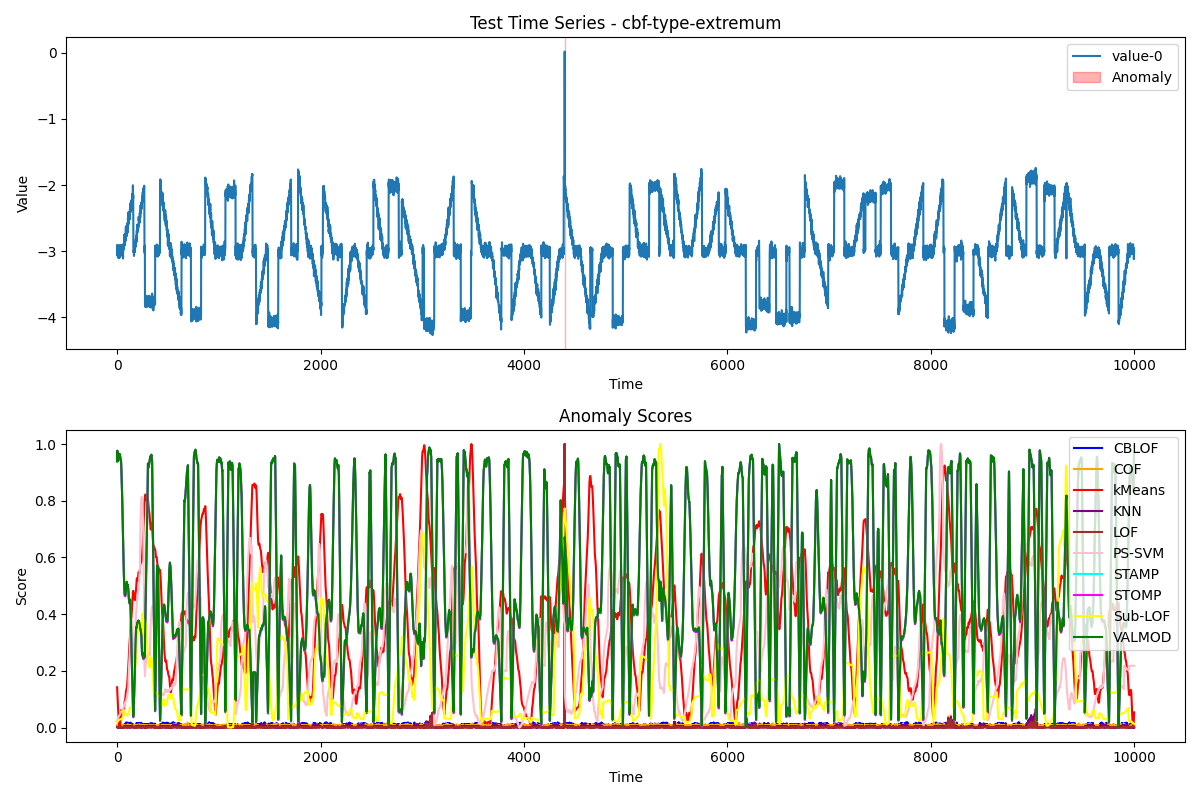 Test Time Series - cbf-type-extremum
Value
0
−1
−2
−3
−4
value-0
Anomaly
0
2000
4000
6000
8000
10000
Time
Anomaly Scores
Score
1.0
0.8
0.6
0.4
0.2
0.0
CBLOF
COF
kMeans
KNN
LOF
PS-SVM
STAMP
STOMP
Sub-LOF
VALMOD
0
2000
4000
6000
8000
10000
Time